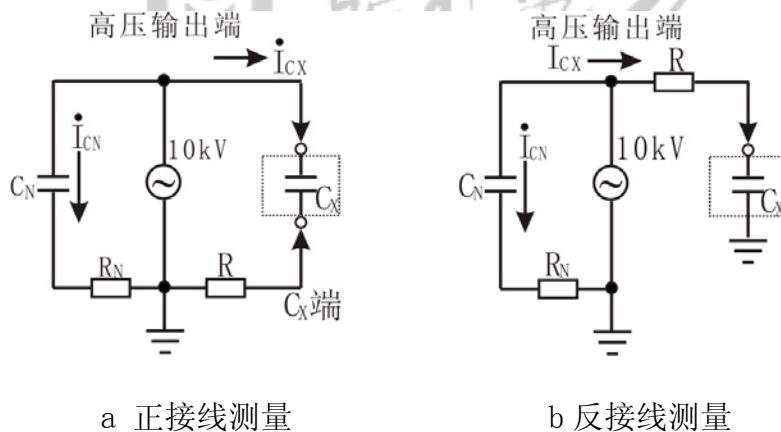 高压输出端
İCX
İCN
10kV
CN
CX
RN
R
CX端
a 正接线测量
高压输出端
ICX
R
İCN
10kV
CN
CX
RN
b 反接线测量